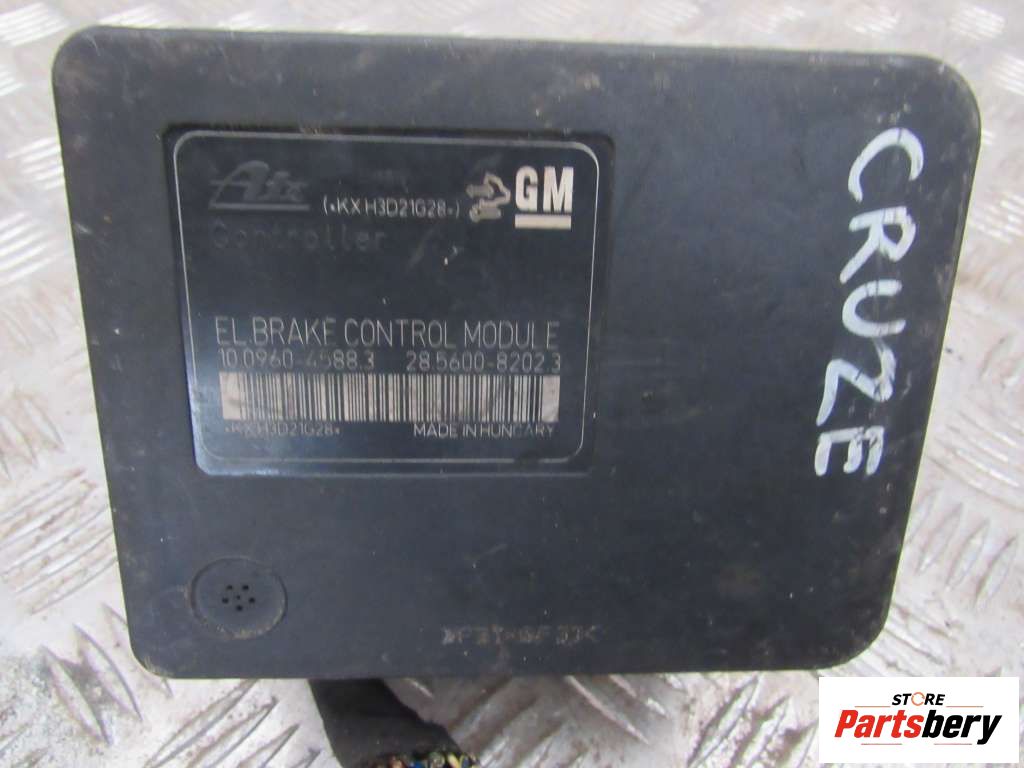 Ate
(*KXH3D21G28*)
GM
Controller
EL.BRAKE CONTROL MODULE
10.0960-4588.3 28.5600-8202.3
*KXH3D21G28*
MADE IN HUNGARY
CRUZE
STORE
Partsbery